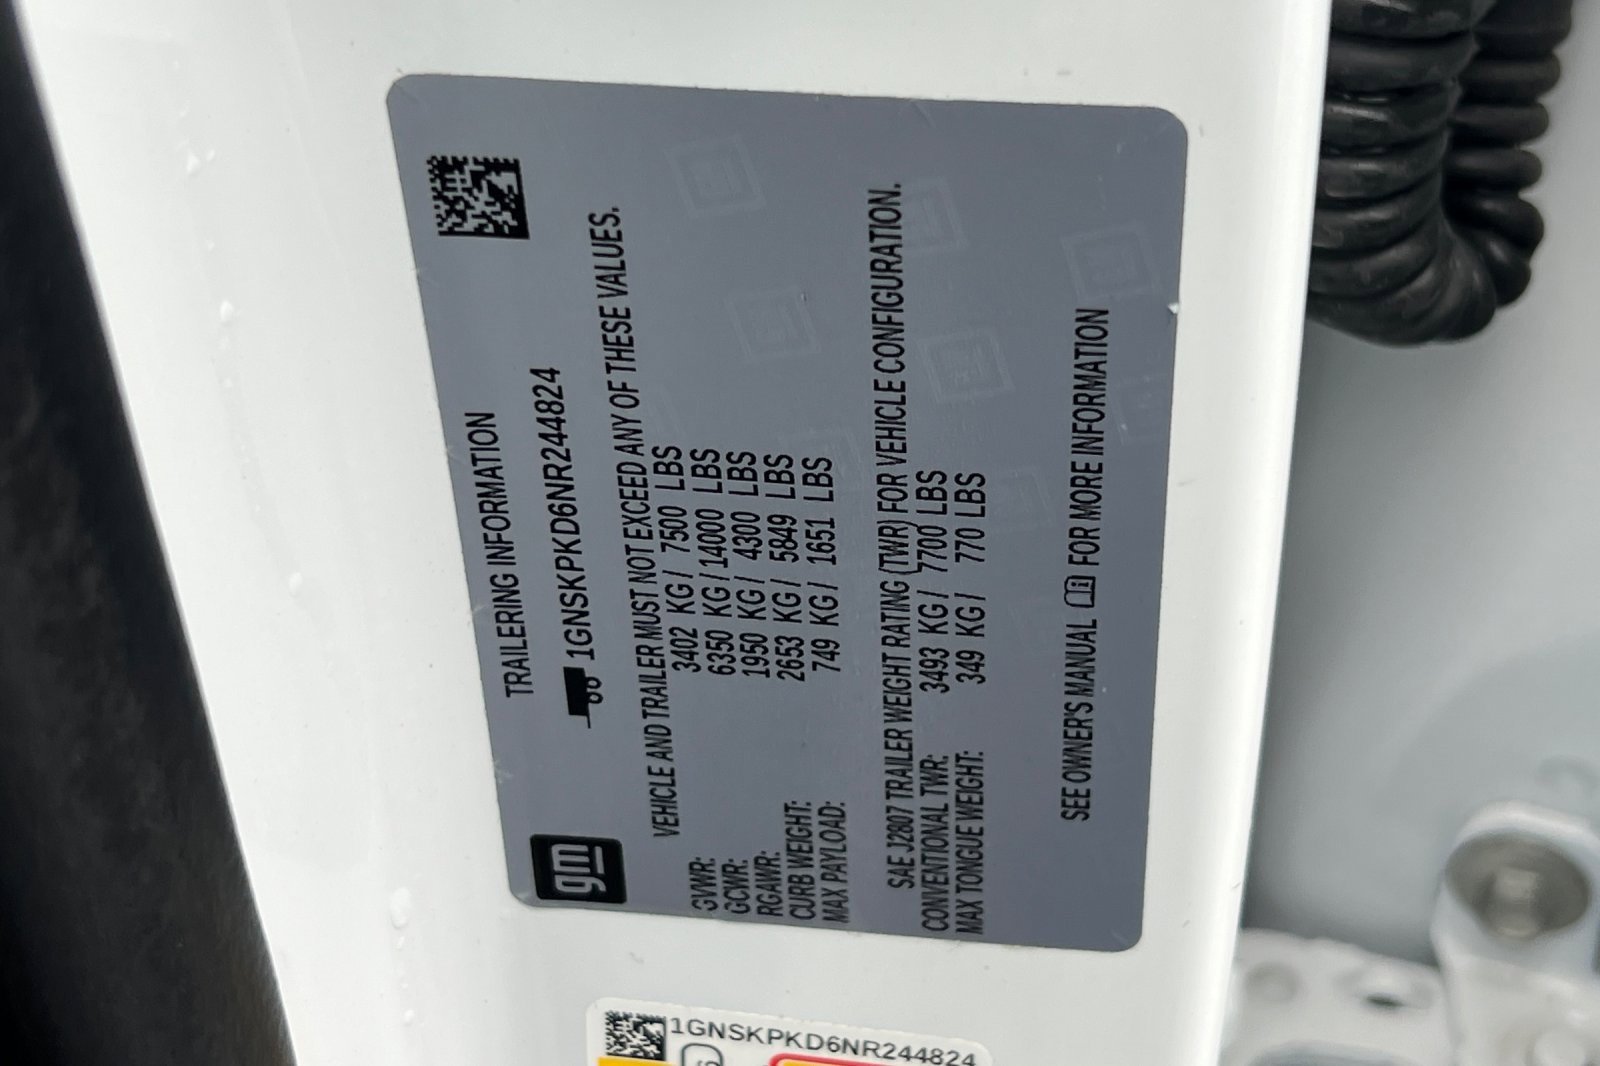 TRAILERING INFORMATION
1GNSKPKD6NR244824
gm
VEHICLE AND TRAILER MUST NOT EXCEED ANY OF THESE VALUES.
GVWR: 3402 KG / 7500 LBS
GCWR: 6350 KG / 14000 LBS
RGAWR: 1950 KG / 4300 LBS
CURB WEIGHT: 2653 KG / 5849 LBS
MAX PAYLOAD: 749 KG / 1651 LBS
SAE J2807 TRAILER WEIGHT RATING (TWR) FOR VEHICLE CONFIGURATION.
CONVENTIONAL TWR: 3493 KG / 7700 LBS
MAX TONGUE WEIGHT: 349 KG / 770 LBS
SEE OWNER'S MANUAL FOR MORE INFORMATION
1GNSKPKD6NR244824